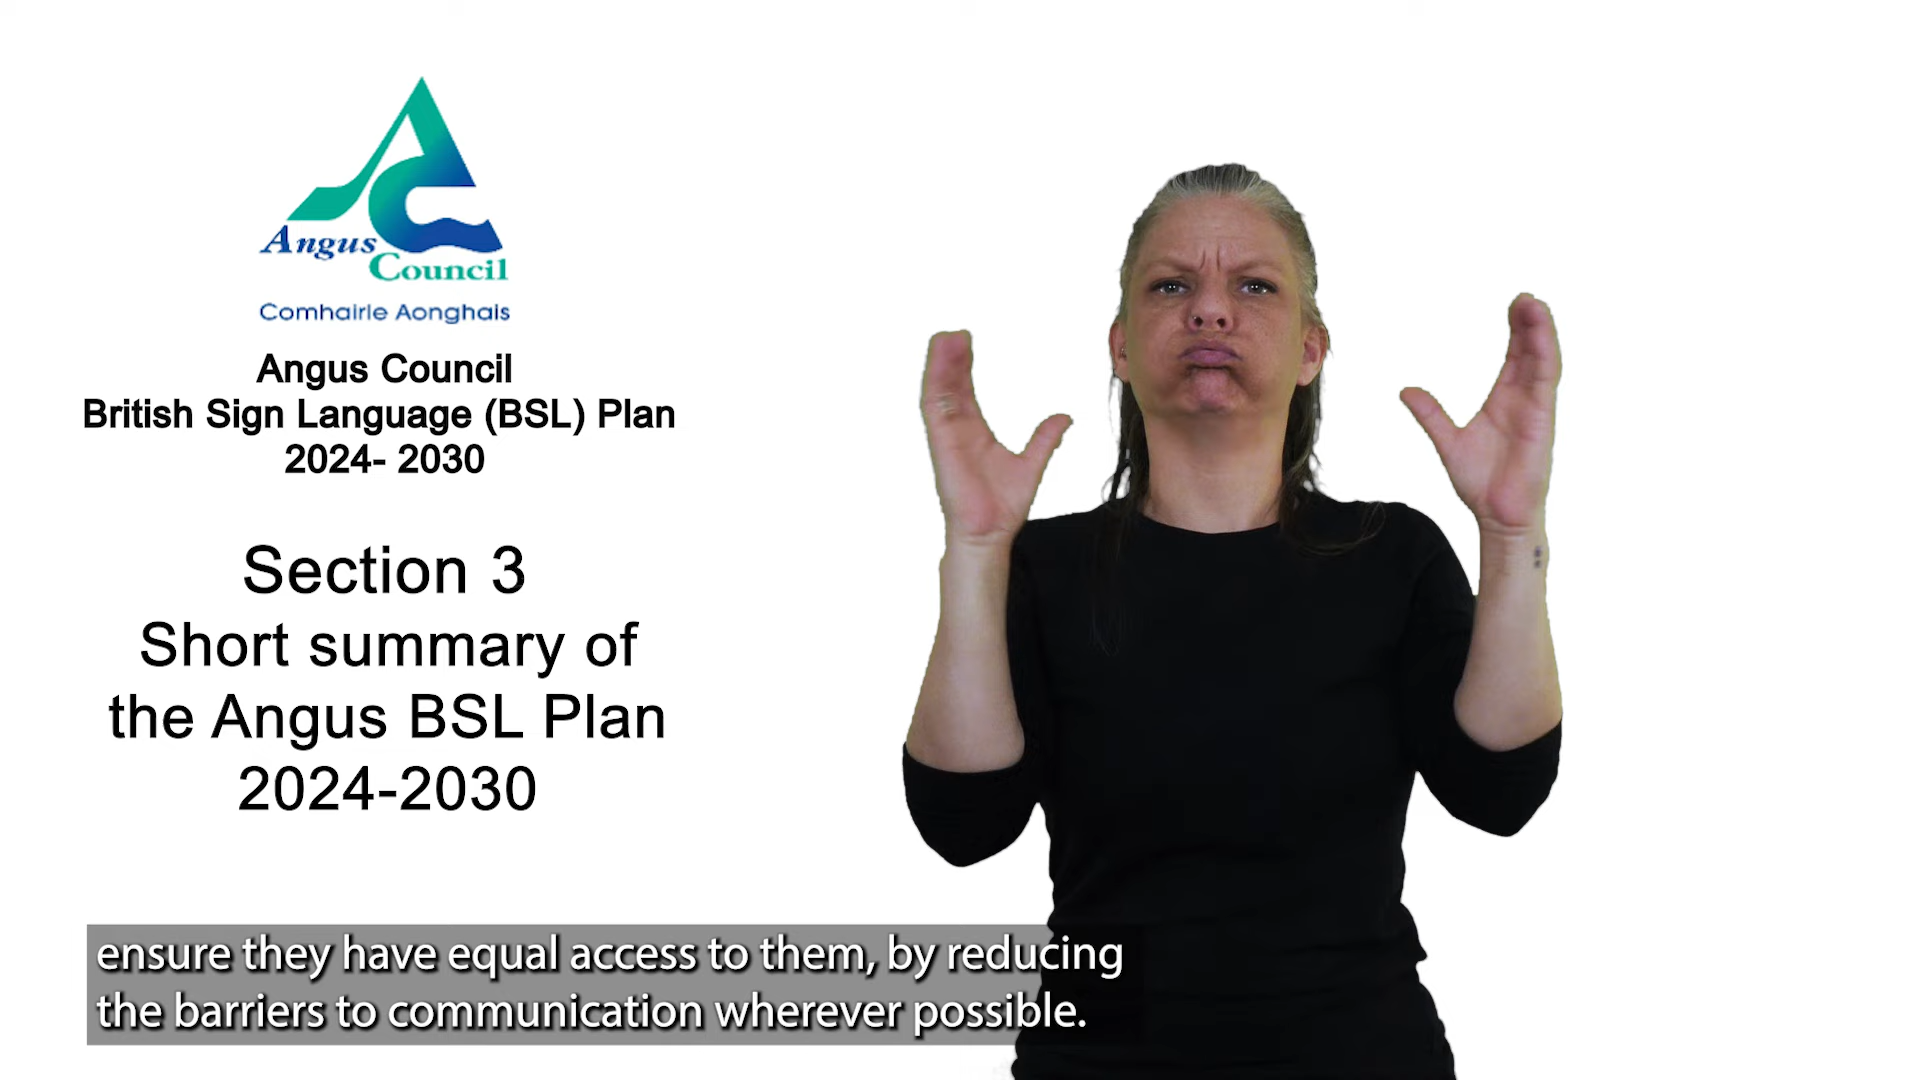 Angus
Council
Comhairle Aonghais
Angus Council
British Sign Language (BSL) Plan
2024- 2030
Section 3
Short summary of
the Angus BSL Plan
2024-2030
ensure they have equal access to them, by reducing
the barriers to communication wherever possible.